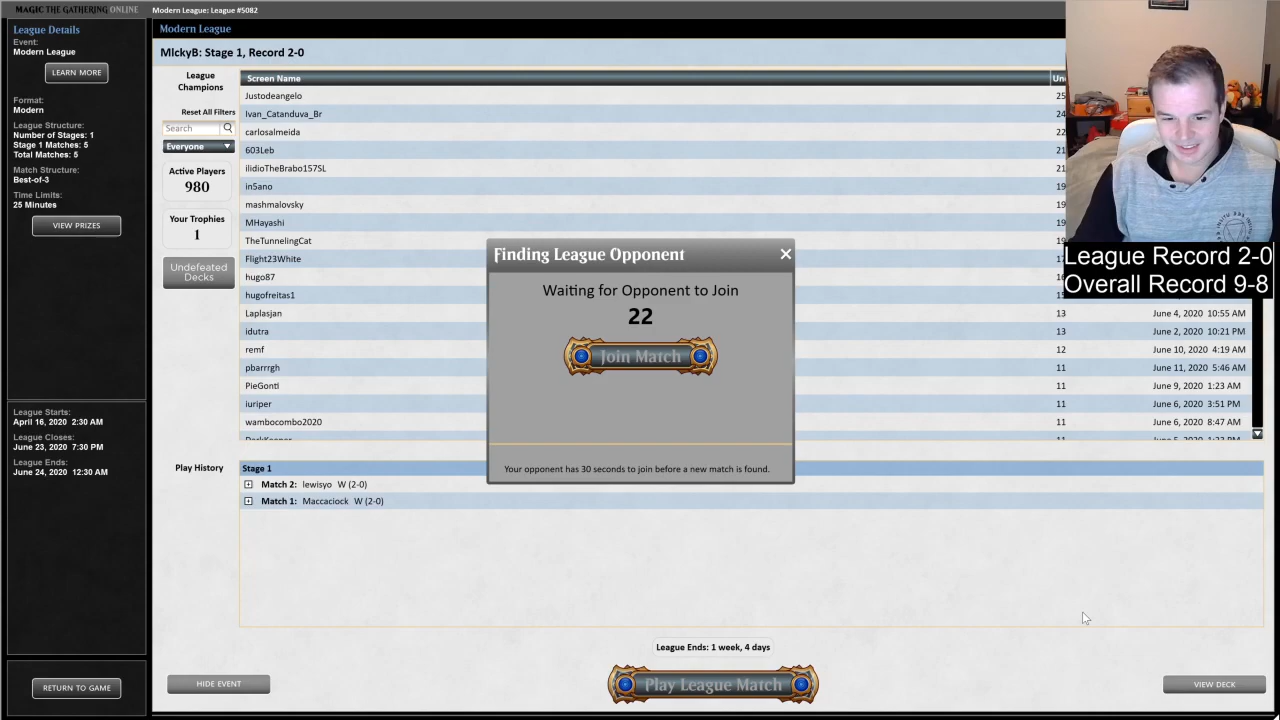 MAGIC THE GATHERING ONLINE
Modern League: League #5082
League Details
Event:
Modern League
LEARN MORE
Format:
Modern
League Structure:
Number of Stages: 1
Stage 1 Matches: 5
Total Matches: 5
Match Structure:
Best-of-3
Time Limits:
25 Minutes
VIEW PRIZES
League Starts:
April 16, 2020 2:30 AM
League Closes:
June 23, 2020 7:30 PM
League Ends:
June 24, 2020 12:30 AM
RETURN TO GAME
Modern League
MlckyB: Stage 1, Record 2-0
League
Champions
Reset All Filters
Search
Everyone
Active Players
980
Your Trophies
1
Undefeated
Decks
Screen Name
Justodeangelo 25
Ivan_Catanduva_Br 24
carlosalmeida 22
603Leb 21
ilidioTheBrabo157SL 21
in5ano 19
mashmalovsky 19
MHayashi 19
TheTunnelingCat 19
Flight23White
hugo87
hugofreitas1
Laplasjan 13 June 4, 2020 10:55 AM
idutra 13 June 2, 2020 10:21 PM
remf 12 June 10, 2020 4:19 AM
pbarrrgh 11 June 11, 2020 5:46 AM
PieGonti 11 June 9, 2020 1:23 AM
iuriper 11 June 6, 2020 3:51 PM
wambocombo2020 11 June 6, 2020 8:47 AM
Finding League Opponent
Waiting for Opponent to Join
22
Join Match
Your opponent has 30 seconds to join before a new match is found.
League Record 2-0
Overall Record 9-8
Play History
Stage 1
Match 2: lewisyo W (2-0)
Match 1: Maccaciock W (2-0)
League Ends: 1 week, 4 days
HIDE EVENT
Play League Match
VIEW DECK